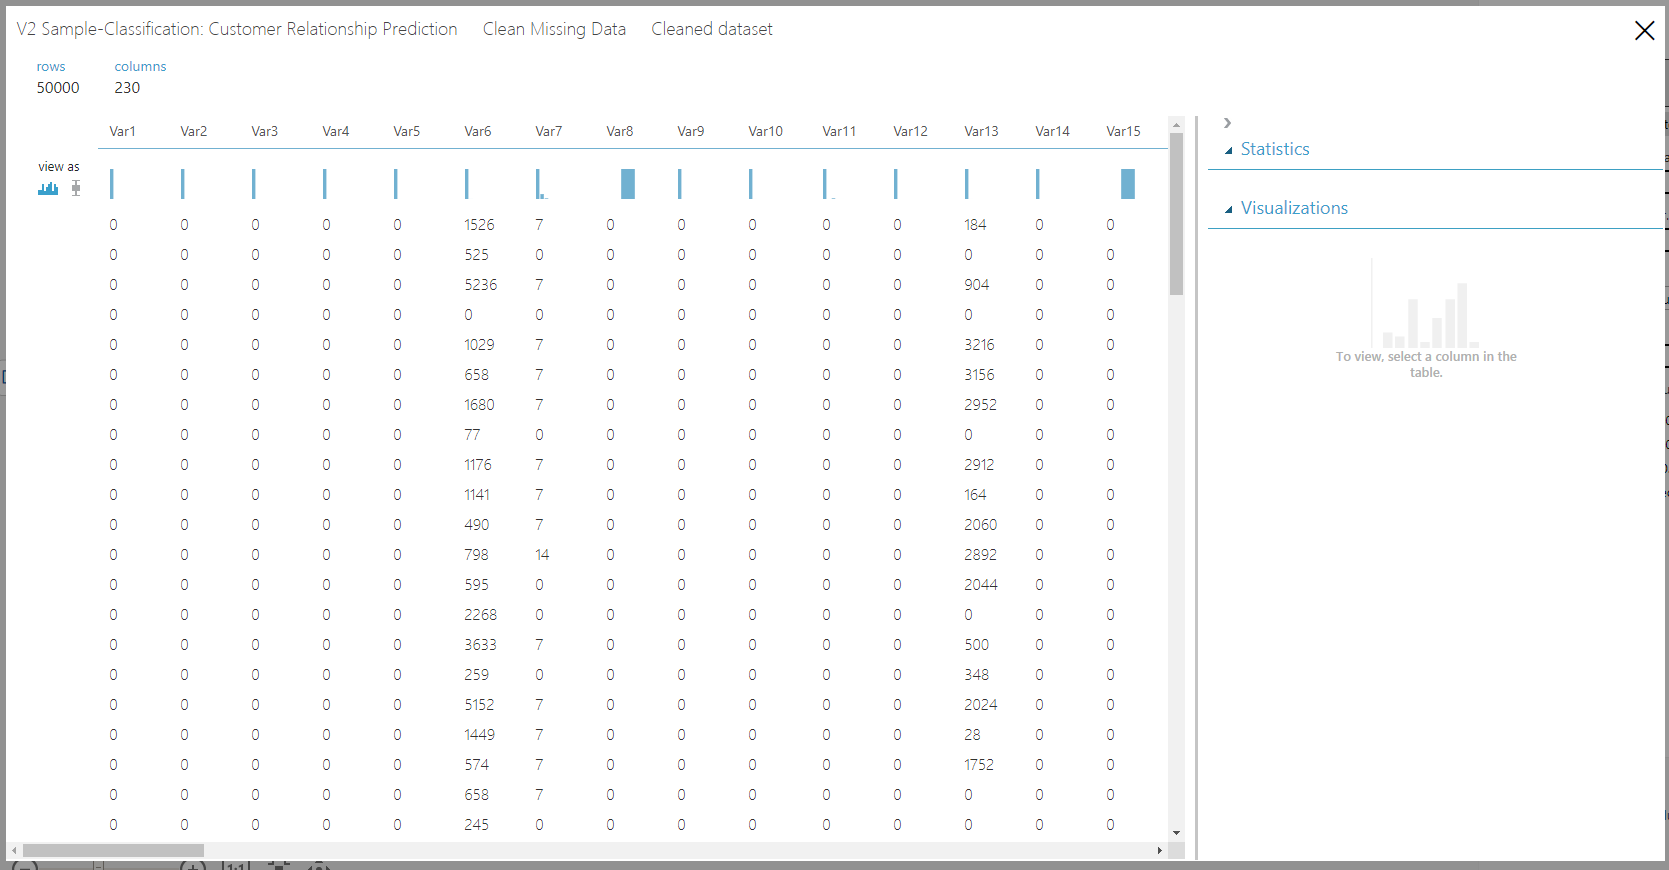 V2 Sample-Classification: Customer Relationship Prediction Clean Missing Data Cleaned dataset
rows columns
50000 230
Var1 Var2 Var3 Var4 Var5 Var6 Var7 Var8 Var9 Var10 Var11 Var12 Var13 Var14 Var15
view as
0 0 0 0 0 1526 7 0 0 0 0 0 184 0 0
0 0 0 0 0 525 0 0 0 0 0 0 0 0 0
0 0 0 0 0 5236 7 0 0 0 0 0 904 0 0
0 0 0 0 0 0 0 0 0 0 0 0 0 0 0
0 0 0 0 0 1029 7 0 0 0 0 0 3216 0 0
0 0 0 0 0 658 7 0 0 0 0 0 3156 0 0
0 0 0 0 0 1680 7 0 0 0 0 0 2952 0 0
0 0 0 0 0 77 0 0 0 0 0 0 0 0 0
0 0 0 0 0 1176 7 0 0 0 0 0 2912 0 0
0 0 0 0 0 1141 7 0 0 0 0 0 164 0 0
0 0 0 0 0 490 7 0 0 0 0 0 2060 0 0
0 0 0 0 0 798 14 0 0 0 0 0 2892 0 0
0 0 0 0 0 595 0 0 0 0 0 0 2044 0 0
0 0 0 0 0 2268 0 0 0 0 0 0 0 0 0
0 0 0 0 0 3633 7 0 0 0 0 0 500 0 0
0 0 0 0 0 259 0 0 0 0 0 0 348 0 0
0 0 0 0 0 5152 7 0 0 0 0 0 2024 0 0
0 0 0 0 0 1449 7 0 0 0 0 0 28 0 0
0 0 0 0 0 574 7 0 0 0 0 0 1752 0 0
0 0 0 0 0 658 7 0 0 0 0 0 0 0 0
0 0 0 0 0 245 0 0 0 0 0 0 0 0 0
Statistics
Visualizations
To view, select a column in the
table.